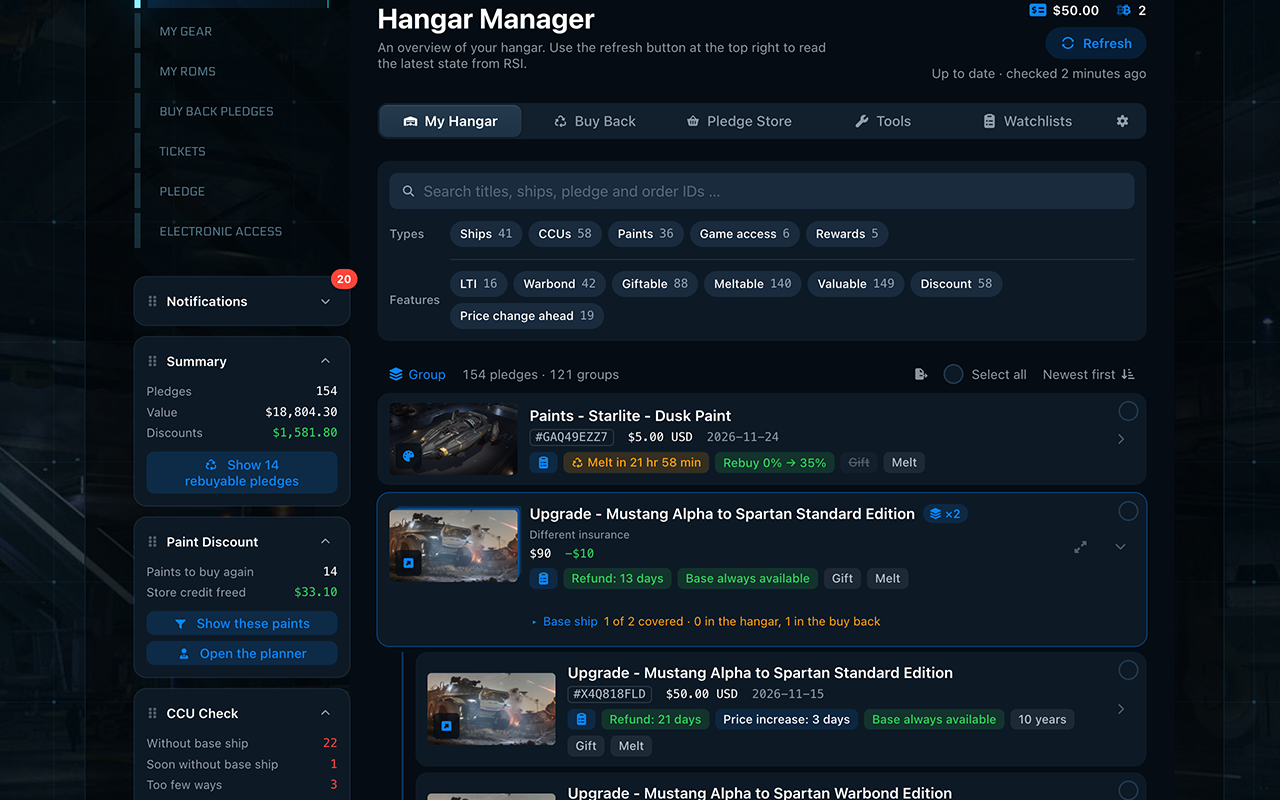 MY GEAR
MY ROMS
BUY BACK PLEDGES
TICKETS
PLEDGE
ELECTRONIC ACCESS
Notifications
20
Summary
Pledges 154
Value $18,804.30
Discounts $1,581.80
Show 14
rebuyable pledges
Paint Discount
Paints to buy again 14
Store credit freed $33.10
Show these paints
Open the planner
CCU Check
Without base ship 22
Soon without base ship 1
Too few ways 3
Hangar Manager
An overview of your hangar. Use the refresh button at the top right to read
the latest state from RSI.
$50.00 2
Refresh
Up to date · checked 2 minutes ago
My Hangar Buy Back Pledge Store Tools Watchlists
Search titles, ships, pledge and order IDs ...
Types Ships 41 CCUs 58 Paints 36 Game access 6 Rewards 5
Features LTI 16 Warbond 42 Giftable 88 Meltable 140 Valuable 149 Discount 58
Price change ahead 19
Group 154 pledges · 121 groups Select all Newest first
Paints - Starlite - Dusk Paint
#GAQ49EZZ7 $5.00 USD 2026-11-24
Melt in 21 hr 58 min Rebuy 0% → 35% Gift Melt
Upgrade - Mustang Alpha to Spartan Standard Edition ×2
Different insurance
$90 −$10
Refund: 13 days Base always available Gift Melt
Base ship 1 of 2 covered · 0 in the hangar, 1 in the buy back
Upgrade - Mustang Alpha to Spartan Standard Edition
#X4Q818FLD $50.00 USD 2026-11-15
Refund: 21 days Price increase: 3 days Base always available 10 years
Gift Melt
Upgrade - Mustang Alpha to Spartan Warbond Edition